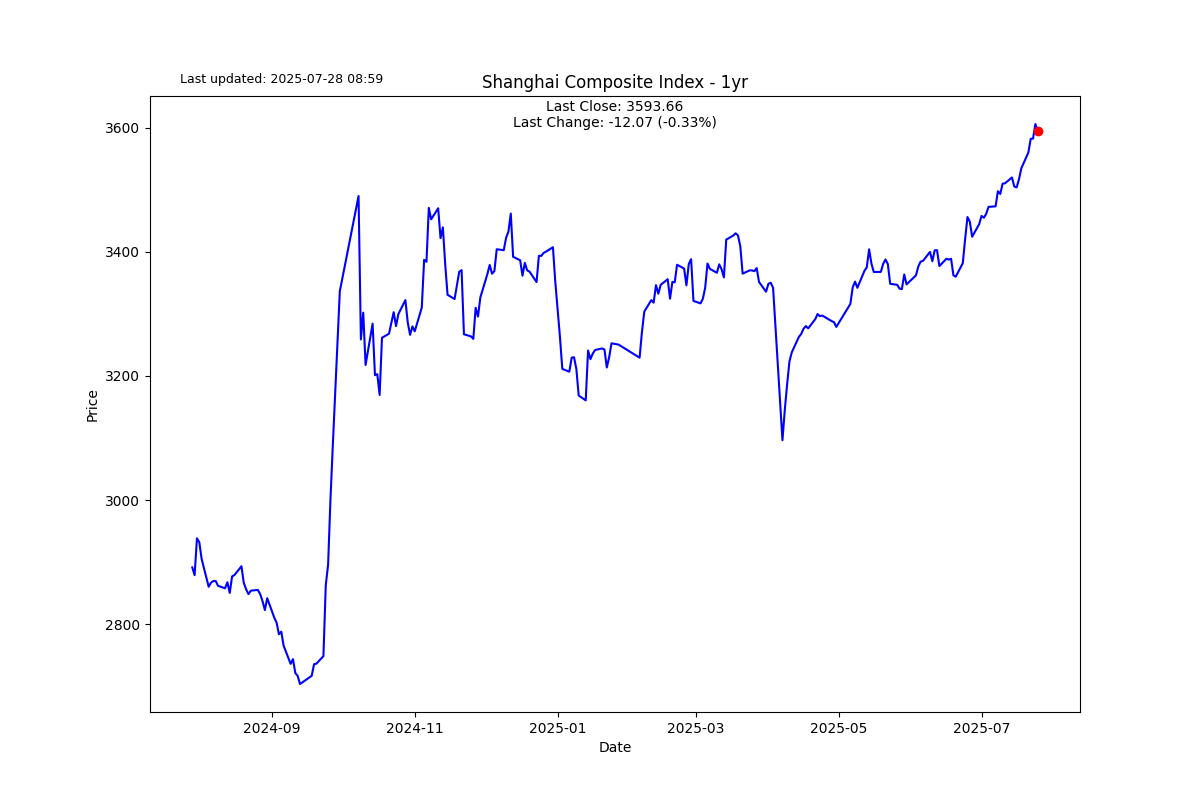 Last updated: 2025-07-28 08:59
Shanghai Composite Index - 1yr
Last Close: 3593.66
Last Change: -12.07 (-0.33%)
3600
3400
3200
3000
2800
Price
2024-09
2024-11
2025-01
2025-03
2025-05
2025-07
Date